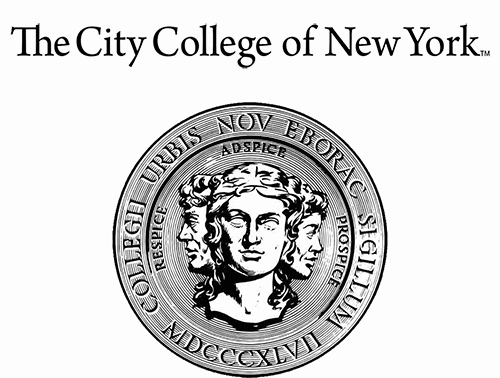 The City College of New York™
COLLEGII URBIS NOV EBORAC SIGILLUM
MDCCCXLVII
RESPICE
ADSPICE
PROSPICE